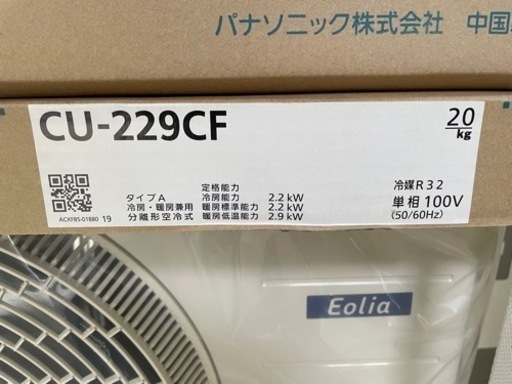 パナソニック株式会社 中国
CU-229CF
20
kg
定格能力
タイプA 冷房能力 2.2 kW
冷房・暖房兼用 暖房標準能力 2.2 kW
分離形空冷式 暖房低温能力 2.9 kW
ACXF85-01880 19
冷媒R32
単相 100V
(50/60Hz)
Eolia